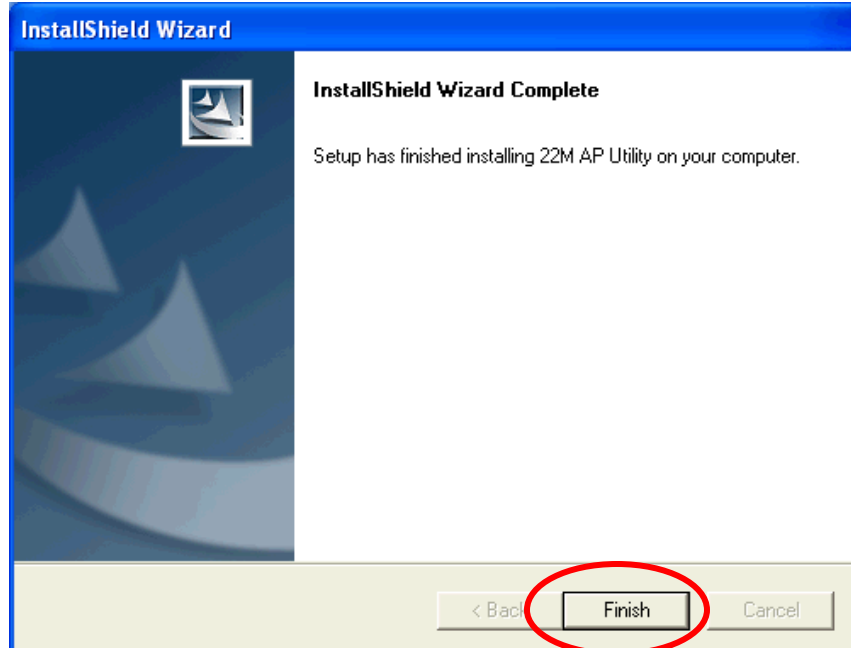 InstallShield Wizard
InstallShield Wizard Complete
Setup has finished installing 22M AP Utility on your computer.
< Back Finish Cancel